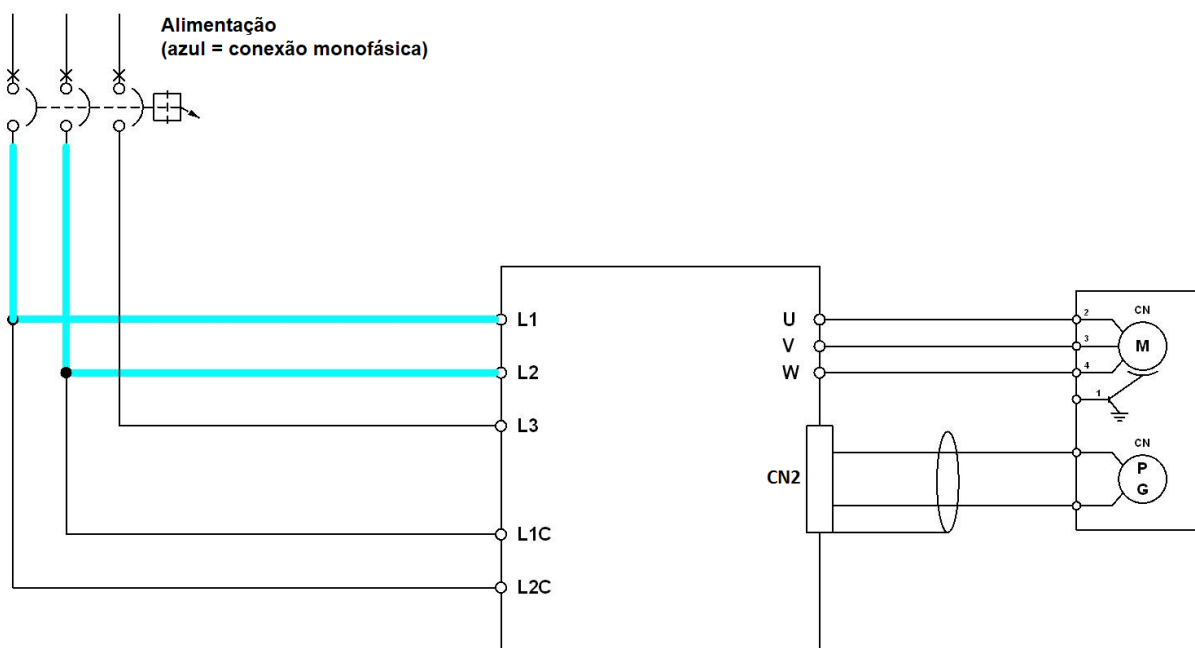 Alimentação
(azul = conexão monofásica)
L1
L2
L3
L1C
L2C
U
V
W
CN2
CN
2
3
4
M
1
CN
P
G